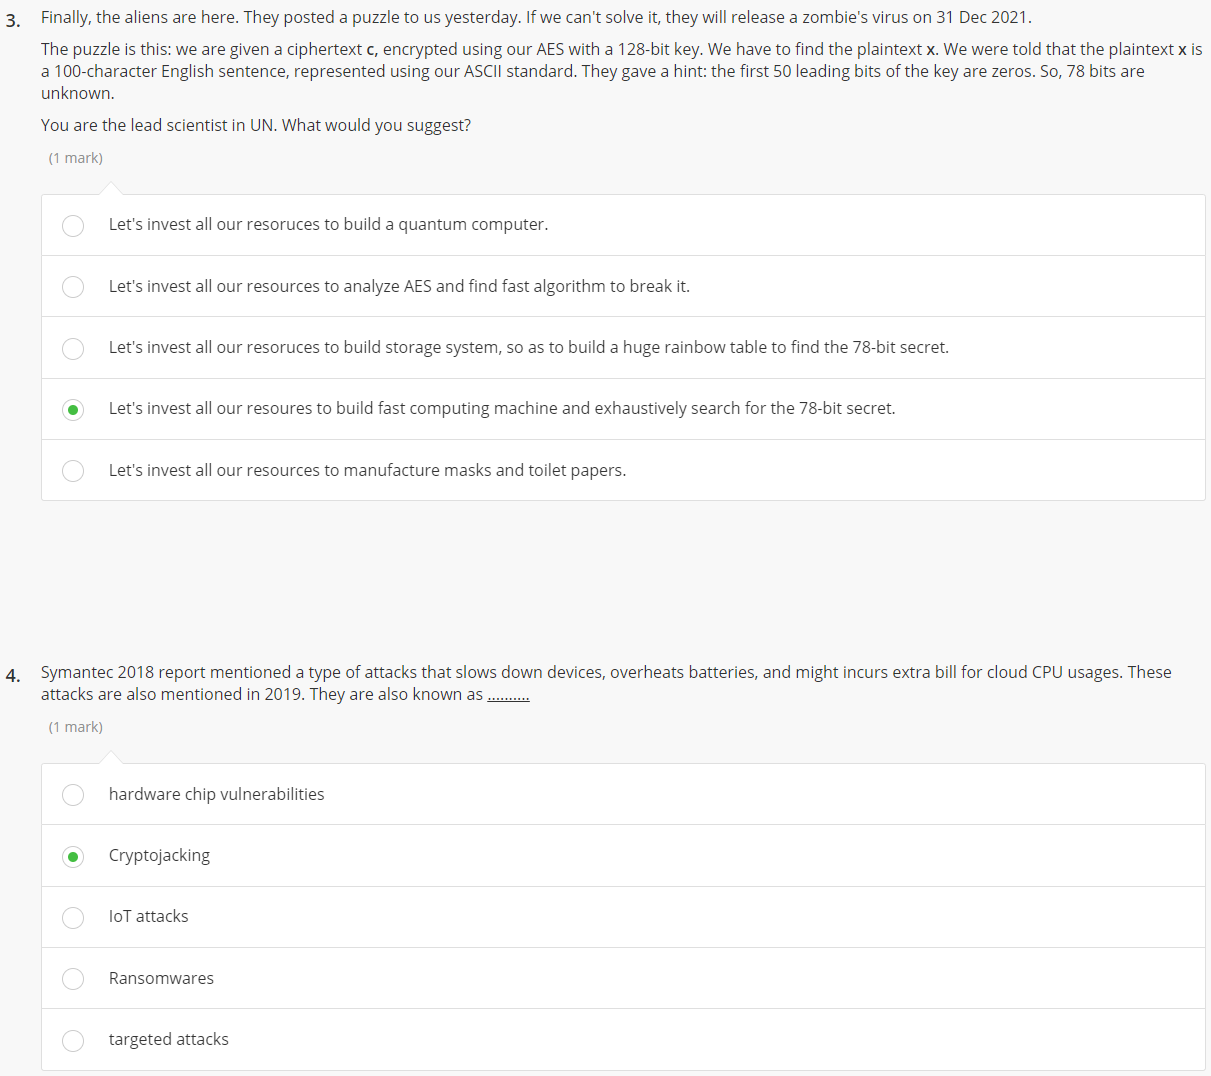 3. Finally, the aliens are here. They posted a puzzle to us yesterday. If we can't solve it, they will release a zombie's virus on 31 Dec 2021.
The puzzle is this: we are given a ciphertext c, encrypted using our AES with a 128-bit key. We have to find the plaintext x. We were told that the plaintext x is
a 100-character English sentence, represented using our ASCII standard. They gave a hint: the first 50 leading bits of the key are zeros. So, 78 bits are
unknown.
You are the lead scientist in UN. What would you suggest?
(1 mark)
Let's invest all our resoruces to build a quantum computer.
Let's invest all our resources to analyze AES and find fast algorithm to break it.
Let's invest all our resoruces to build storage system, so as to build a huge rainbow table to find the 78-bit secret.
Let's invest all our resoures to build fast computing machine and exhaustively search for the 78-bit secret.
Let's invest all our resources to manufacture masks and toilet papers.
4. Symantec 2018 report mentioned a type of attacks that slows down devices, overheats batteries, and might incurs extra bill for cloud CPU usages. These
attacks are also mentioned in 2019. They are also known as ..........
(1 mark)
hardware chip vulnerabilities
Cryptojacking
IoT attacks
Ransomwares
targeted attacks